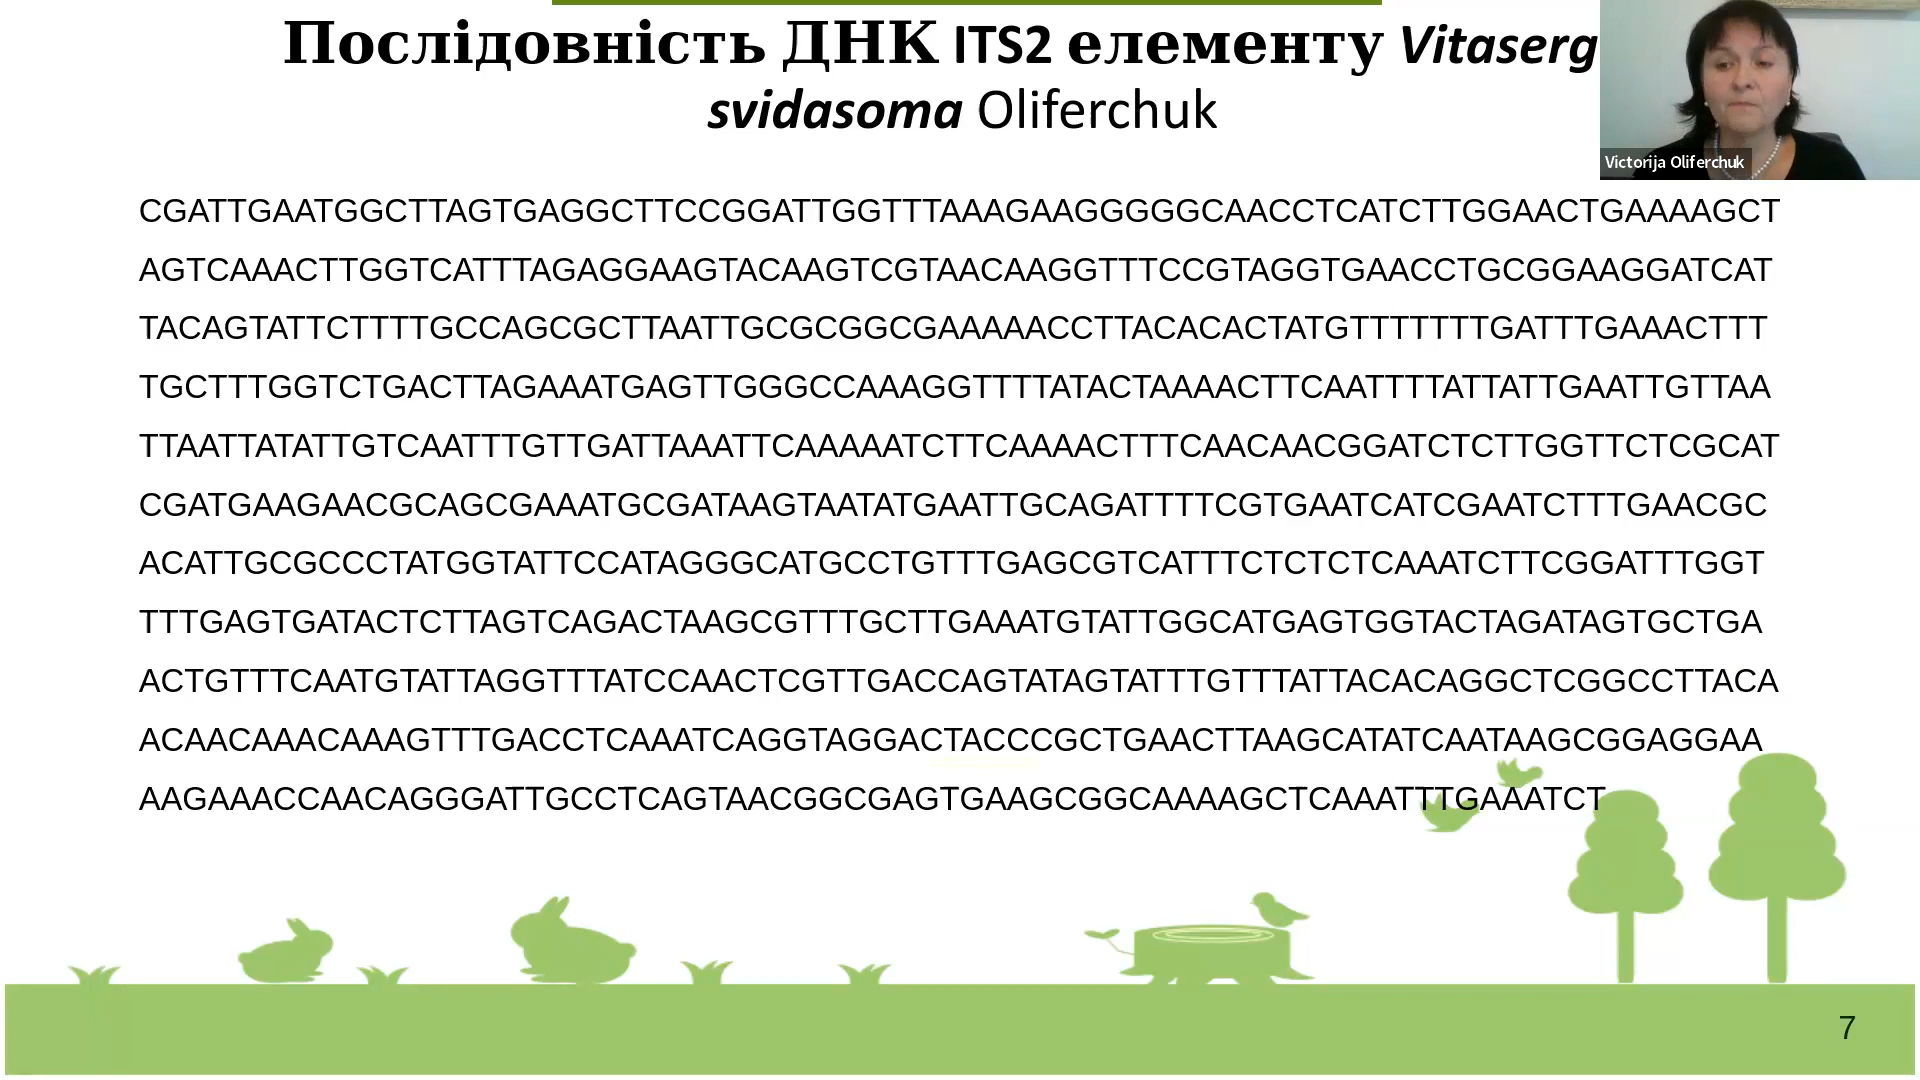 Послідовність ДНК ITS2 елементу Vitaserg
svidasoma Oliferchuk
Victorija Oliferchuk
CGATTGAATGGCTTAGTGAGGCTTCCGGATTGGTTTAAAGAAGGGGGCAACCTCATCTTGGAACTGAAAAGCT
AGTCAAACTTGGTCATTTAGAGGAAGTACAAGTCGTAACAAGGTTTCCGTAGGTGAACCTGCGGAAGGATCAT
TACAGTATTCTTTTGCCAGCGCTTAATTGCGCGGCGAAAAACCTTACACACTATGTTTTTTTGATTTGAAACTTT
TGCTTTGGTCTGACTTAGAAATGAGTTGGGCCAAAGGTTTTATACTAAAACTTCAATTTTATTATTGAATTGTTAA
TTAATTATATTGTCAATTTGTTGATTAAATTCAAAAATCTTCAAAACTTTCAACAACGGATCTCTTGGTTCTCGCAT
CGATGAAGAACGCAGCGAAATGCGATAAGTAATATGAATTGCAGATTTTCGTGAATCATCGAATCTTTGAACGC
ACATTGCGCCCTATGGTATTCCATAGGGCATGCCTGTTTGAGCGTCATTTCTCTCTCAAATCTTCGGATTTGGT
TTTGAGTGATACTCTTAGTCAGACTAAGCGTTTGCTTGAAATGTATTGGCATGAGTGGTACTAGATAGTGCTGA
ACTGTTTCAATGTATTAGGTTTATCCAACTCGTTGACCAGTATAGTATTTGTTTATTACACAGGCTCGGCCTTACA
ACAACAAACAAAGTTTGACCTCAAATCAGGTAGGACTACCCGCTGAACTTAAGCATATCAATAAGCGGAGGAA
AAGAAACCAACAGGGATTGCCTCAGTAACGGCGAGTGAAGCGGCAAAAGCTCAAATTTGAAATCT
7